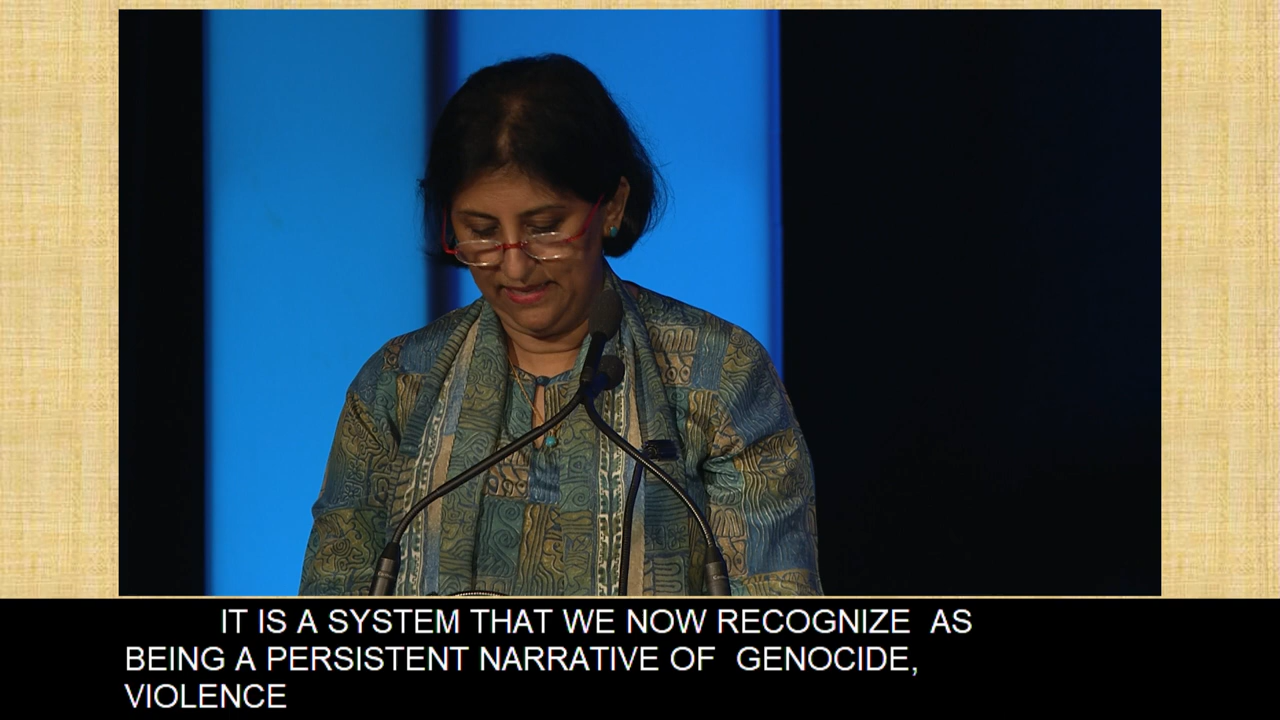 IT IS A SYSTEM THAT WE NOW RECOGNIZE AS
BEING A PERSISTENT NARRATIVE OF GENOCIDE,
VIOLENCE